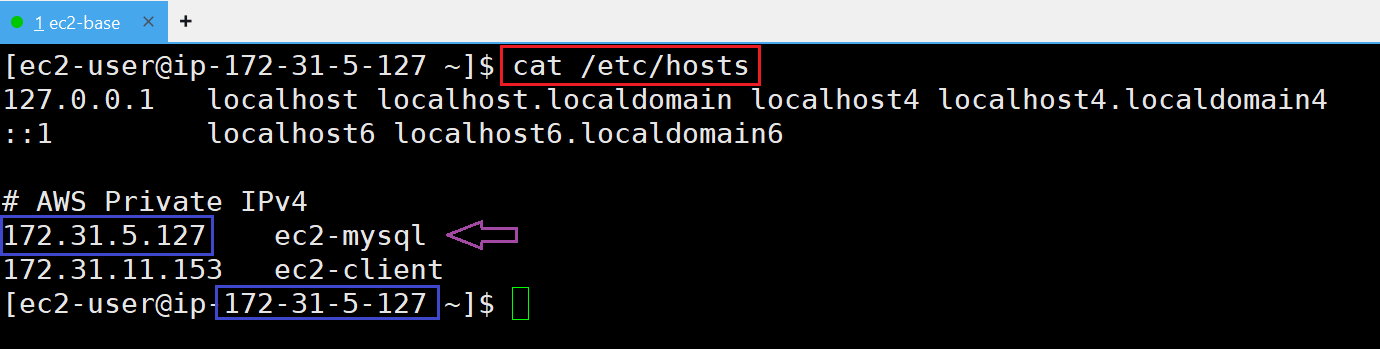 1 ec2-base × +
[ec2-user@ip-172-31-5-127 ~]$ cat /etc/hosts
127.0.0.1   localhost localhost.localdomain localhost4 localhost4.localdomain4
::1         localhost6 localhost6.localdomain6
# AWS Private IPv4
172.31.5.127    ec2-mysql
172.31.11.153   ec2-client
[ec2-user@ip-172-31-5-127 ~]$